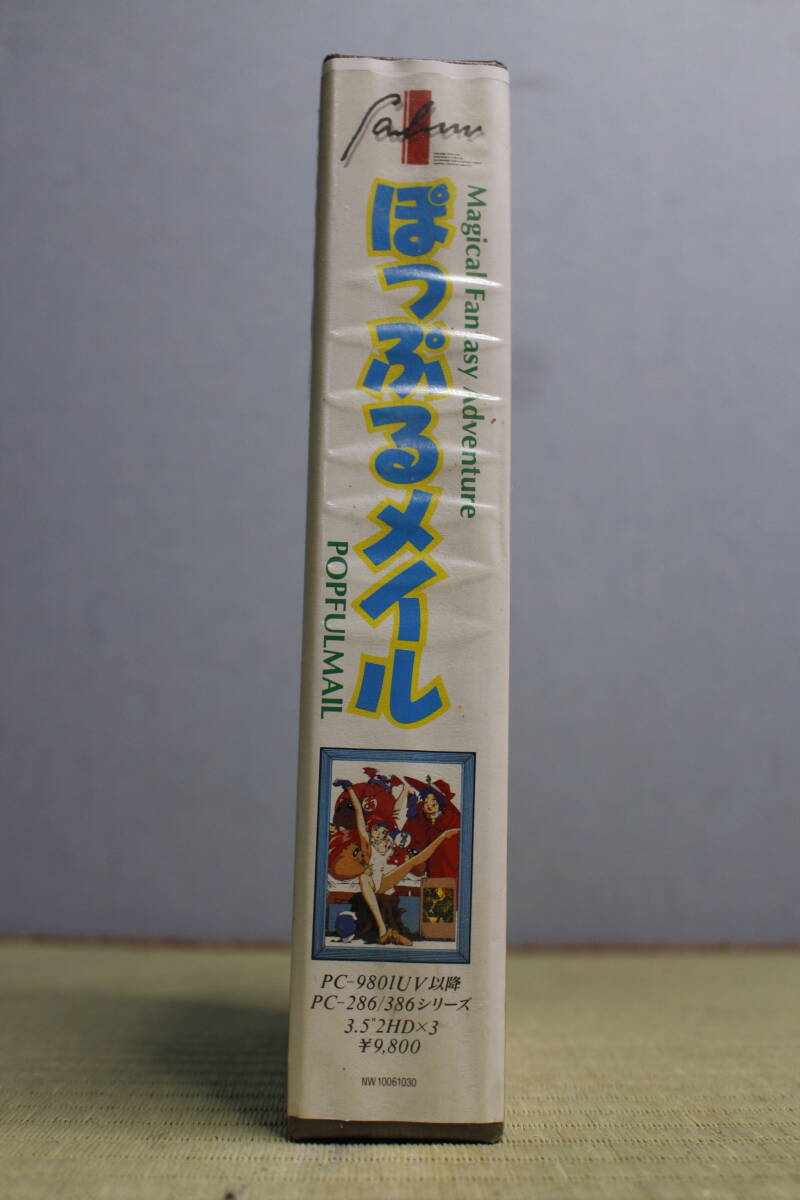 Falcom
Magical Fantasy Adventure
ぽっぷるメイル
POPFULMAIL
PC-9801UV以降
PC-286/386シリーズ
3.5"2HD×3
¥9,800
NW10061030